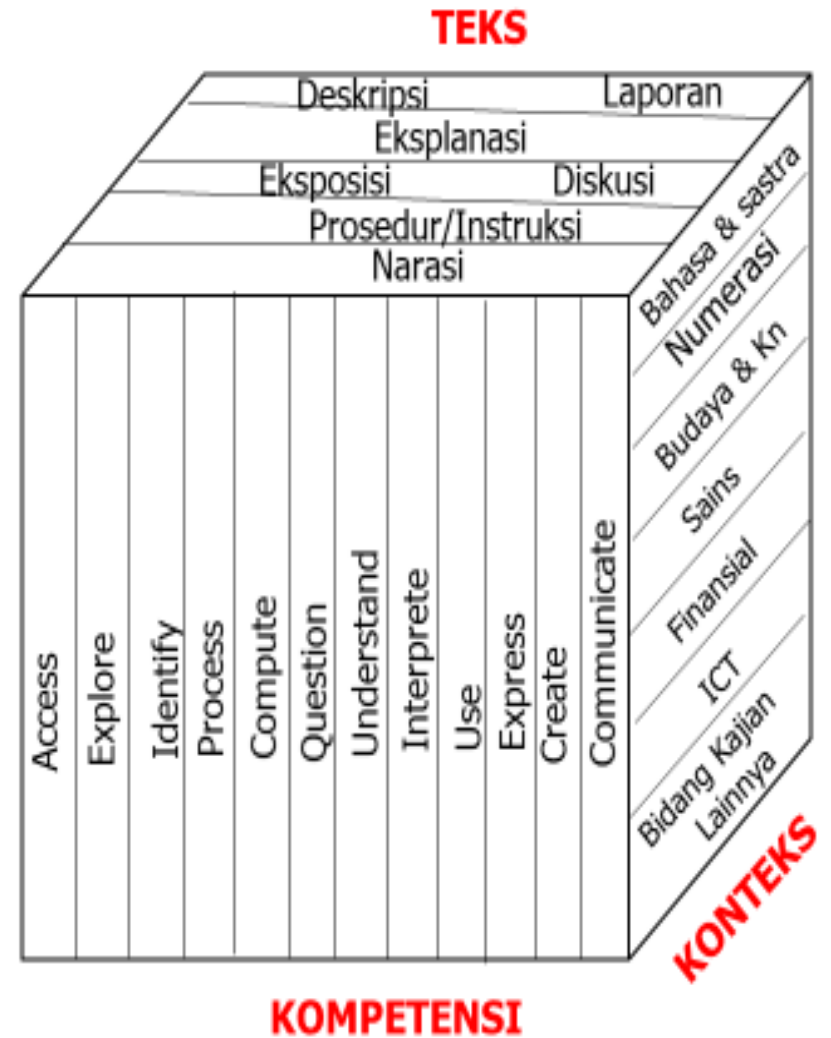 TEKS
Deskripsi Laporan
Eksplanasi
Eksposisi Diskusi
Prosedur/Instruksi
Narasi
Bahasa & sastra
Numerasi
Budaya & Kn
Sains
Finansial
ICT
Bidang Kajian
Lainnya
KONTEKS
Access
Explore
Identify
Process
Compute
Question
Understand
Interprete
Use
Express
Create
Communicate
KOMPETENSI